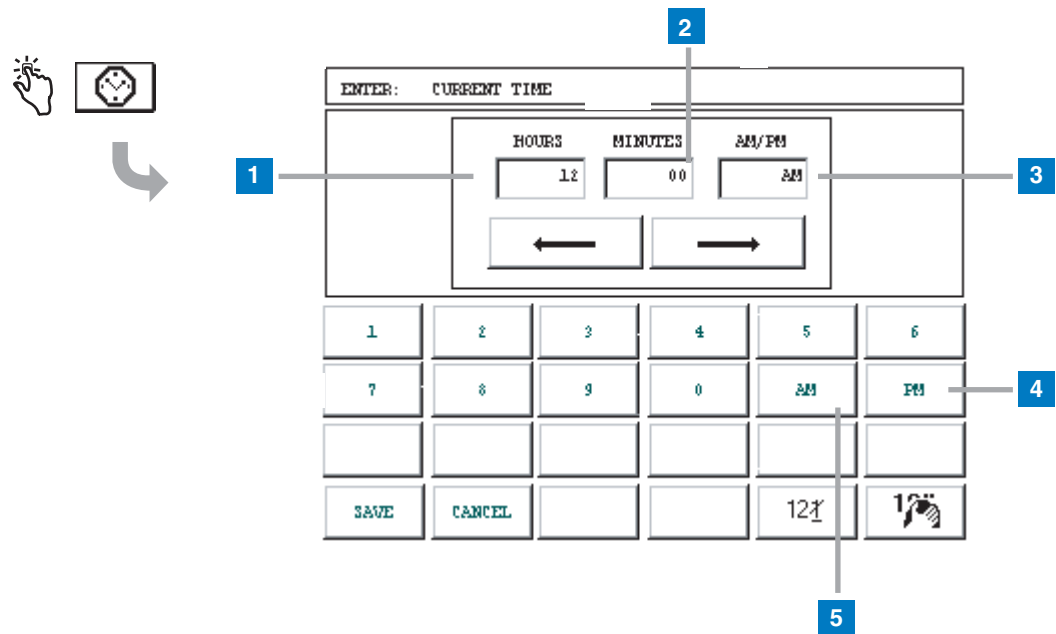 2
ENTER: CURRENT TIME
HOURS MINUTES AM/PM
1 12 00 AM 3
1 2 3 4 5 6
7 8 9 0 AM PM 4
SAVE CANCEL 121
5